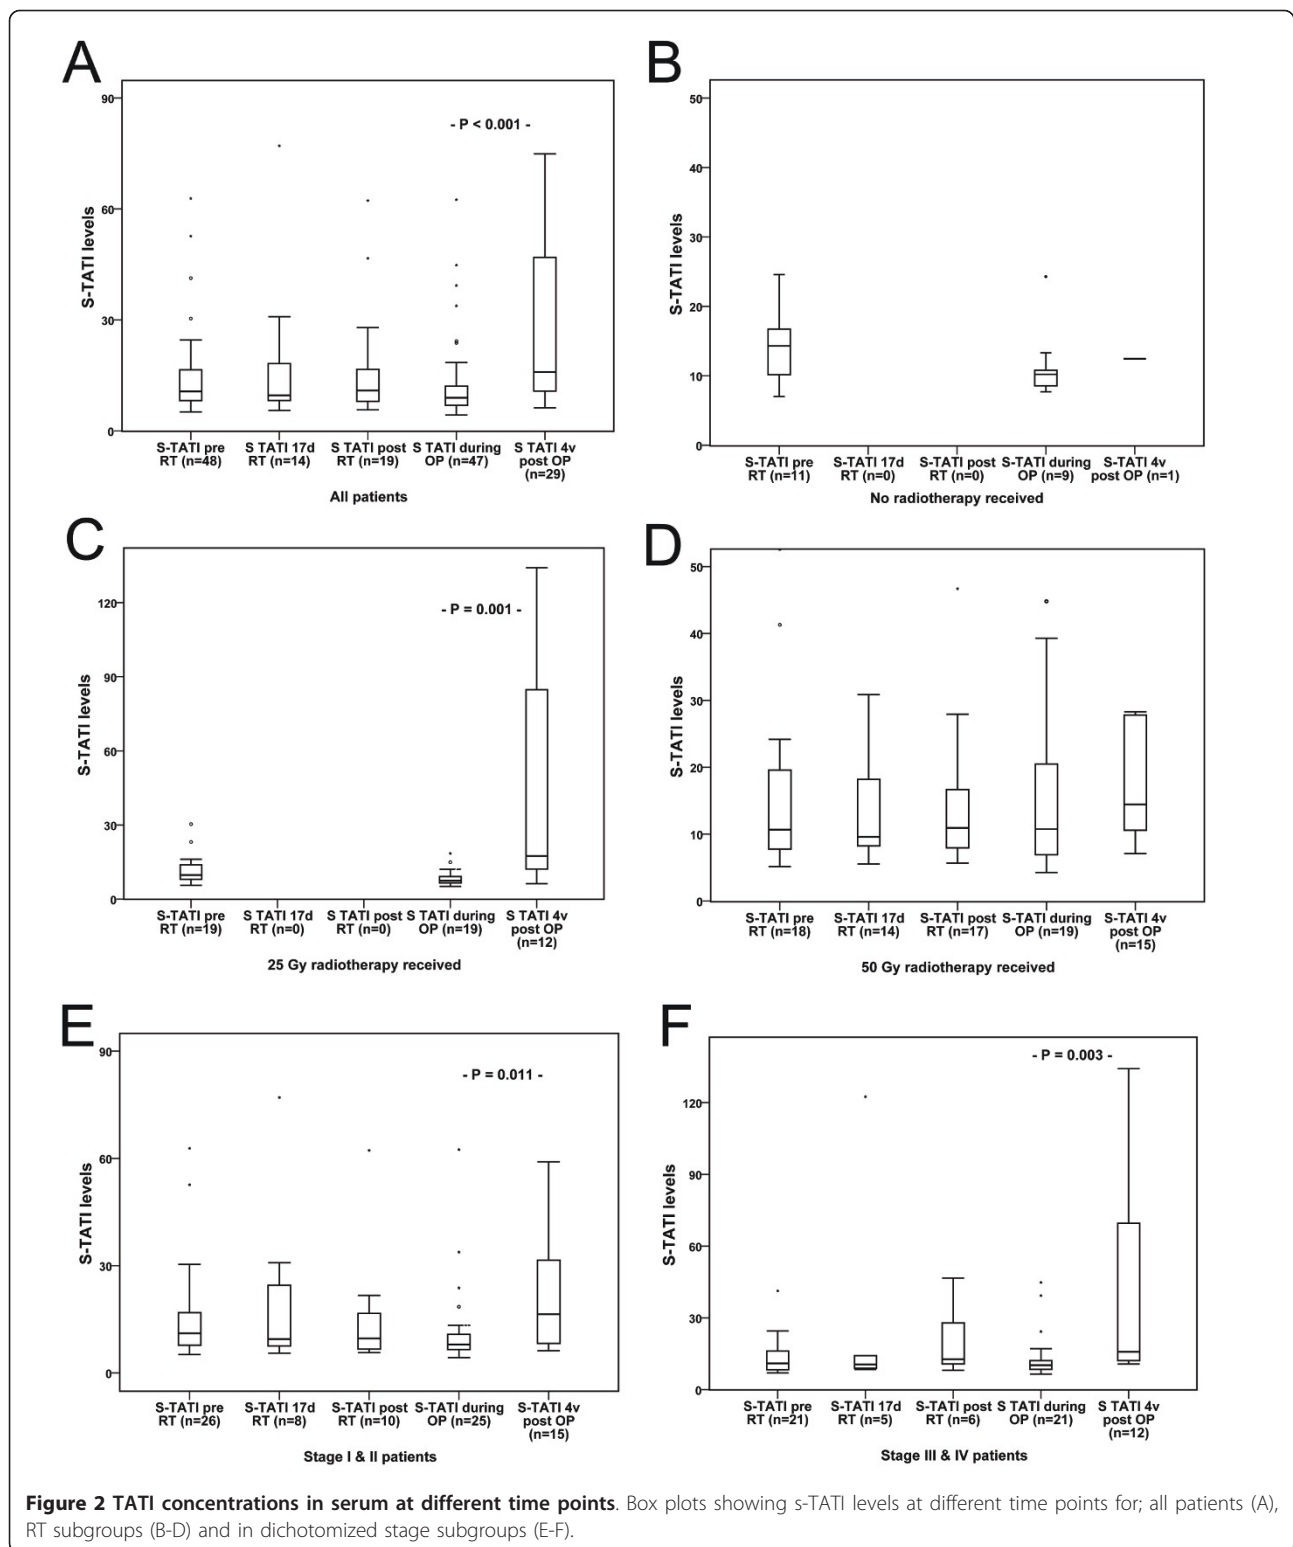 A
S-TATI levels
90
60
30
0
- P < 0.001 -
S-TATI pre RT (n=48)
S TATI 17d RT (n=14)
S TATI post RT (n=19)
S TATI during OP (n=47)
S TATI 4v post OP (n=29)
All patients
B
S-TATI levels
50
40
30
20
10
0
S-TATI pre RT (n=11)
S-TATI 17d RT (n=0)
S-TATI post RT (n=0)
S-TATI during OP (n=9)
S-TATI 4v post OP (n=1)
No radiotherapy received
C
S-TATI levels
120
90
60
30
0
- P = 0.001 -
S-TATI pre RT (n=19)
S TATI 17d RT (n=0)
S TATI post RT (n=0)
S TATI during OP (n=19)
S TATI 4v post OP (n=12)
25 Gy radiotherapy received
D
S-TATI levels
50
40
30
20
10
0
S-TATI pre RT (n=18)
S-TATI 17d RT (n=14)
S-TATI post RT (n=17)
S-TATI during OP (n=19)
S-TATI 4v post OP (n=15)
50 Gy radiotherapy received
E
S-TATI levels
90
60
30
0
- P = 0.011 -
S-TATI pre RT (n=26)
S-TATI 17d RT (n=8)
S-TATI post RT (n=10)
S-TATI during OP (n=25)
S-TATI 4v post OP (n=15)
Stage I & II patients
F
S-TATI levels
120
90
60
30
0
- P = 0.003 -
S-TATI pre RT (n=21)
S-TATI 17d RT (n=5)
S-TATI post RT (n=6)
S TATI during OP (n=21)
S TATI 4v post OP (n=12)
Stage III & IV patients
Figure 2 TATI concentrations in serum at different time points. Box plots showing s-TATI levels at different time points for; all patients (A),
RT subgroups (B-D) and in dichotomized stage subgroups (E-F).